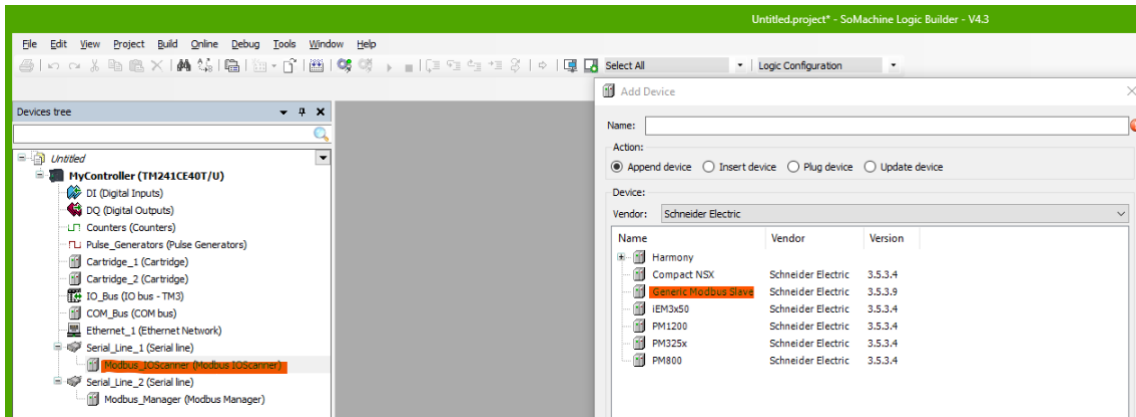 Untitled.project* - SoMachine Logic Builder - V4.3
File Edit View Project Build Online Debug Tools Window Help
Select All
Logic Configuration
Devices tree
Untitled
MyController (TM241CE40T/U)
DI (Digital Inputs)
DQ (Digital Outputs)
Counters (Counters)
Pulse_Generators (Pulse Generators)
Cartridge_1 (Cartridge)
Cartridge_2 (Cartridge)
IO_Bus (IO bus - TM3)
COM_Bus (COM bus)
Ethernet_1 (Ethernet Network)
Serial_Line_1 (Serial line)
Modbus_IOScanner (Modbus IOScanner)
Serial_Line_2 (Serial line)
Modbus_Manager (Modbus Manager)
Add Device
Name:
Action:
Append device Insert device Plug device Update device
Device:
Vendor: Schneider Electric
Name Vendor Version
Harmony
Compact NSX Schneider Electric 3.5.3.4
Generic Modbus Slave Schneider Electric 3.5.3.9
iEM3x50 Schneider Electric 3.5.3.4
PM1200 Schneider Electric 3.5.3.4
PM325x Schneider Electric 3.5.3.4
PM800 Schneider Electric 3.5.3.4